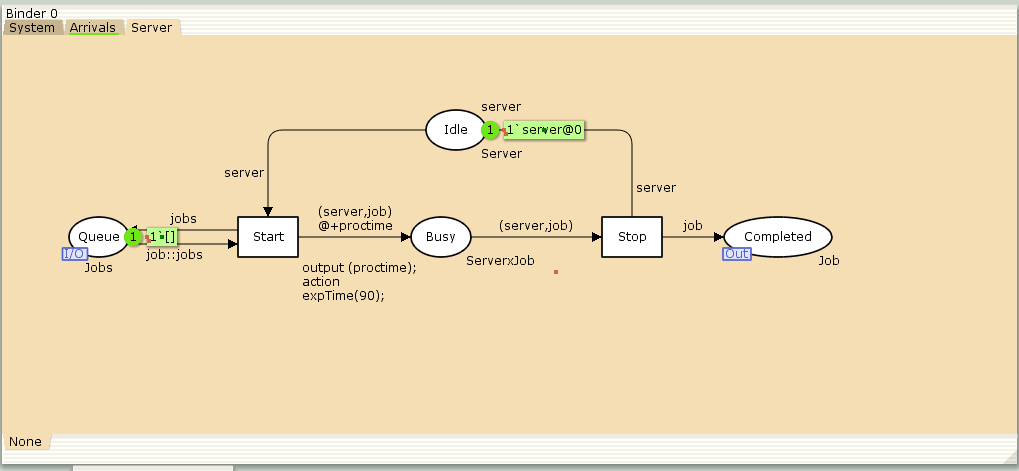 Binder 0
System Arrivals Server
server
Idle 1 1`server@0
Server
server
server
jobs
(server,job)
@+proctime
(server,job)
job
Queue 1 1`[]
Start
Busy
Stop
Completed
I/O
job::jobs
Out
Jobs
ServerxJob
Job
output (proctime);
action
expTime(90);
None